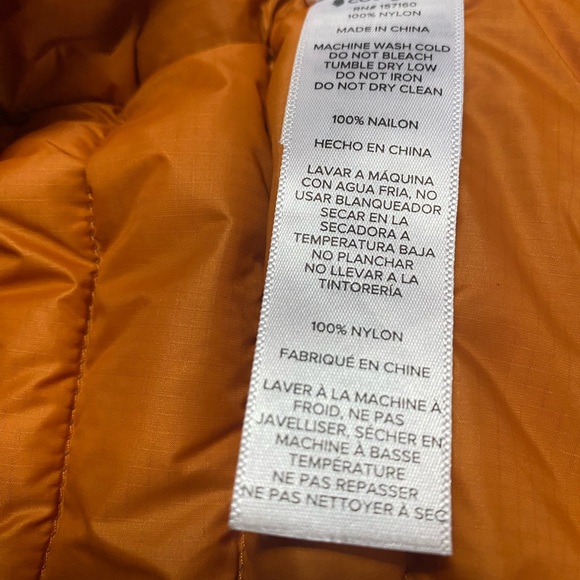 RN# 157160
100% NYLON
MADE IN CHINA
MACHINE WASH COLD
DO NOT BLEACH
TUMBLE DRY LOW
DO NOT IRON
DO NOT DRY CLEAN
100% NAILON
HECHO EN CHINA
LAVAR A MÁQUINA
CON AGUA FRIA, NO
USAR BLANQUEADOR
SECAR EN LA
SECADORA A
TEMPERATURA BAJA
NO PLANCHAR
NO LLEVAR A LA
TINTORERÍA
100% NYLON
FABRIQUÉ EN CHINE
LAVER À LA MACHINE À
FROID, NE PAS
JAVELLISER, SÉCHER EN
MACHINE À BASSE
TEMPÉRATURE
NE PAS REPASSER
NE PAS NETTOYER À SEC